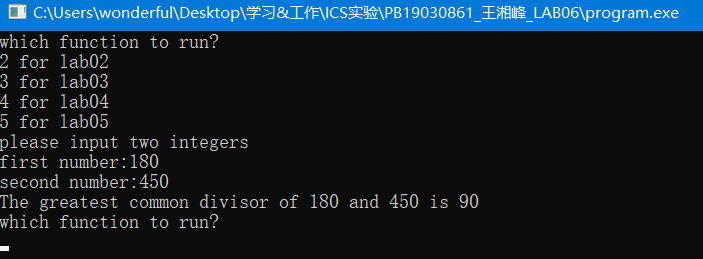 C:\Users\wonderful\Desktop\学习&工作\ICS实验\PB19030861_王湘峰_LAB06\program.exe
which function to run?
2 for lab02
3 for lab03
4 for lab04
5 for lab05
please input two integers
first number:180
second number:450
The greatest common divisor of 180 and 450 is 90
which function to run?